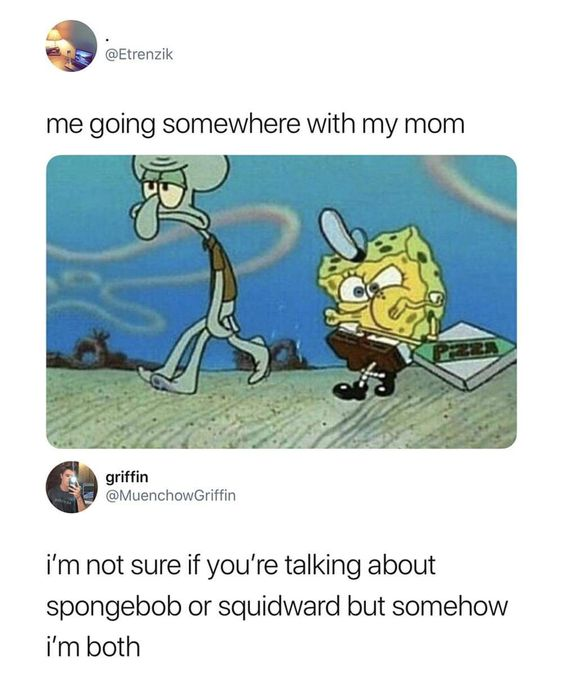 .
@Etrenzik
me going somewhere with my mom
PIZZA
griffin
@MuenchowGriffin
i'm not sure if you're talking about
spongebob or squidward but somehow
i'm both